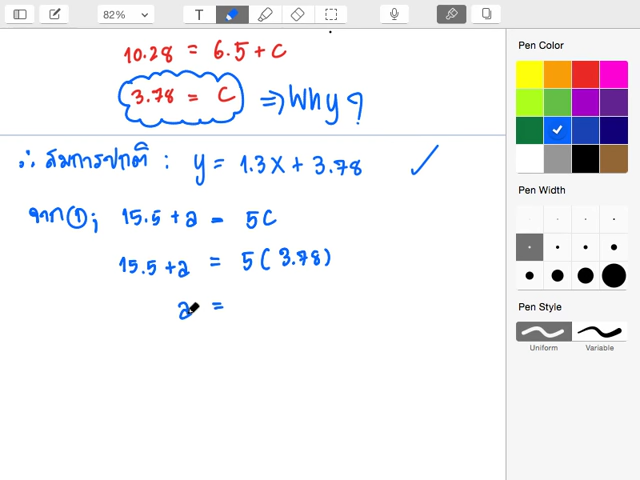 82%
T
10.28 = 6.5 + C
3.78 = C ⇒ Why ?
∴ สมการปกติ : y = 1.3x + 3.78 ✓
จาก ① ; 15.5 + a = 5C
15.5 + a = 5 ( 3.78 )
a =
Pen Color
Pen Width
Pen Style
Uniform
Variable